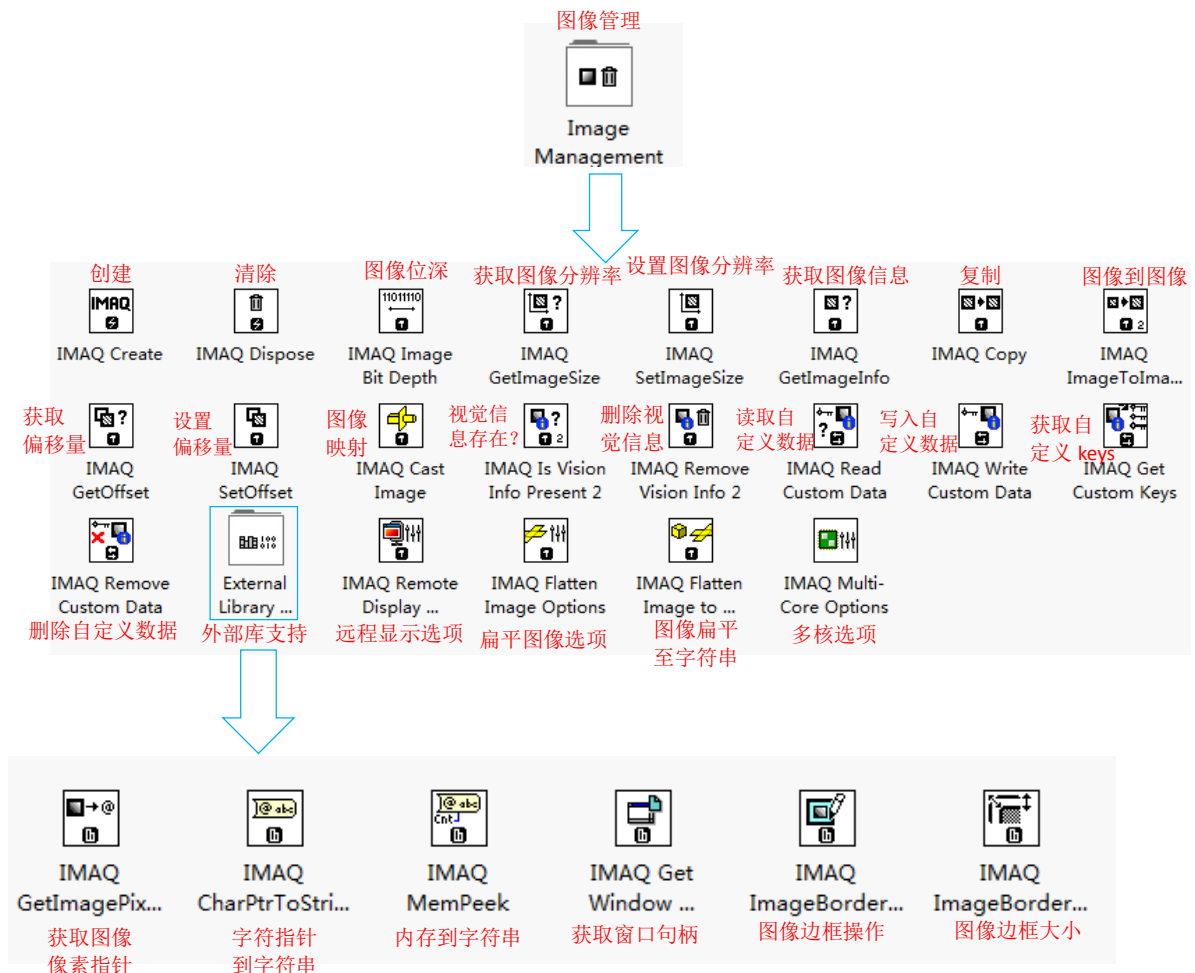 图像管理
Image
Management
创建
清除
图像位深
获取图像分辨率
设置图像分辨率
获取图像信息
复制
图像到图像
IMAQ
11011110
?
?
2
IMAQ Create
IMAQ Dispose
IMAQ Image
Bit Depth
IMAQ
GetImageSize
IMAQ
SetImageSize
IMAQ
GetImageInfo
IMAQ Copy
IMAQ
ImageToIma...
获取
偏移量
设置
偏移量
图像
映射
视觉信
息存在?
删除视
觉信息
读取自
定义数据
写入自
定义数据
获取自
定义 keys
?
?
2
?
IMAQ
GetOffset
IMAQ
SetOffset
IMAQ Cast
Image
IMAQ Is Vision
Info Present 2
IMAQ Remove
Vision Info 2
IMAQ Read
Custom Data
IMAQ Write
Custom Data
IMAQ Get
Custom Keys
IMAQ Remove
Custom Data
External
Library ...
IMAQ Remote
Display ...
IMAQ Flatten
Image Options
IMAQ Flatten
Image to ...
IMAQ Multi-
Core Options
删除自定义数据
外部库支持
远程显示选项
扁平图像选项
图像扁平
至字符串
多核选项
@
@ abc
@ abc
Cnt
IMAQ
GetImagePix...
IMAQ
CharPtrToStri...
IMAQ
MemPeek
IMAQ Get
Window ...
IMAQ
ImageBorder...
IMAQ
ImageBorder...
获取图像
像素指针
字符指针
到字符串
内存到字符串
获取窗口句柄
图像边框操作
图像边框大小